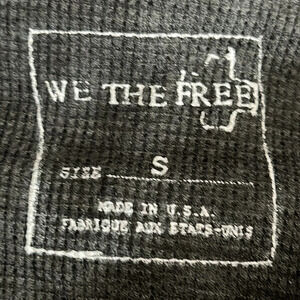 WE THE FREE
SIZE S
MADE IN U.S.A.
FABRIQUE AUX ETATS-UNIS